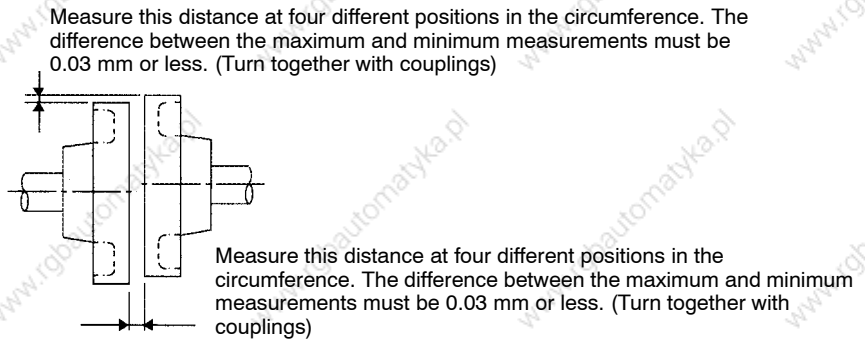 Measure this distance at four different positions in the circumference. The
difference between the maximum and minimum measurements must be
0.03 mm or less. (Turn together with couplings)
Measure this distance at four different positions in the
circumference. The difference between the maximum and minimum
measurements must be 0.03 mm or less. (Turn together with
couplings)
www.rgbautomatyka.pl